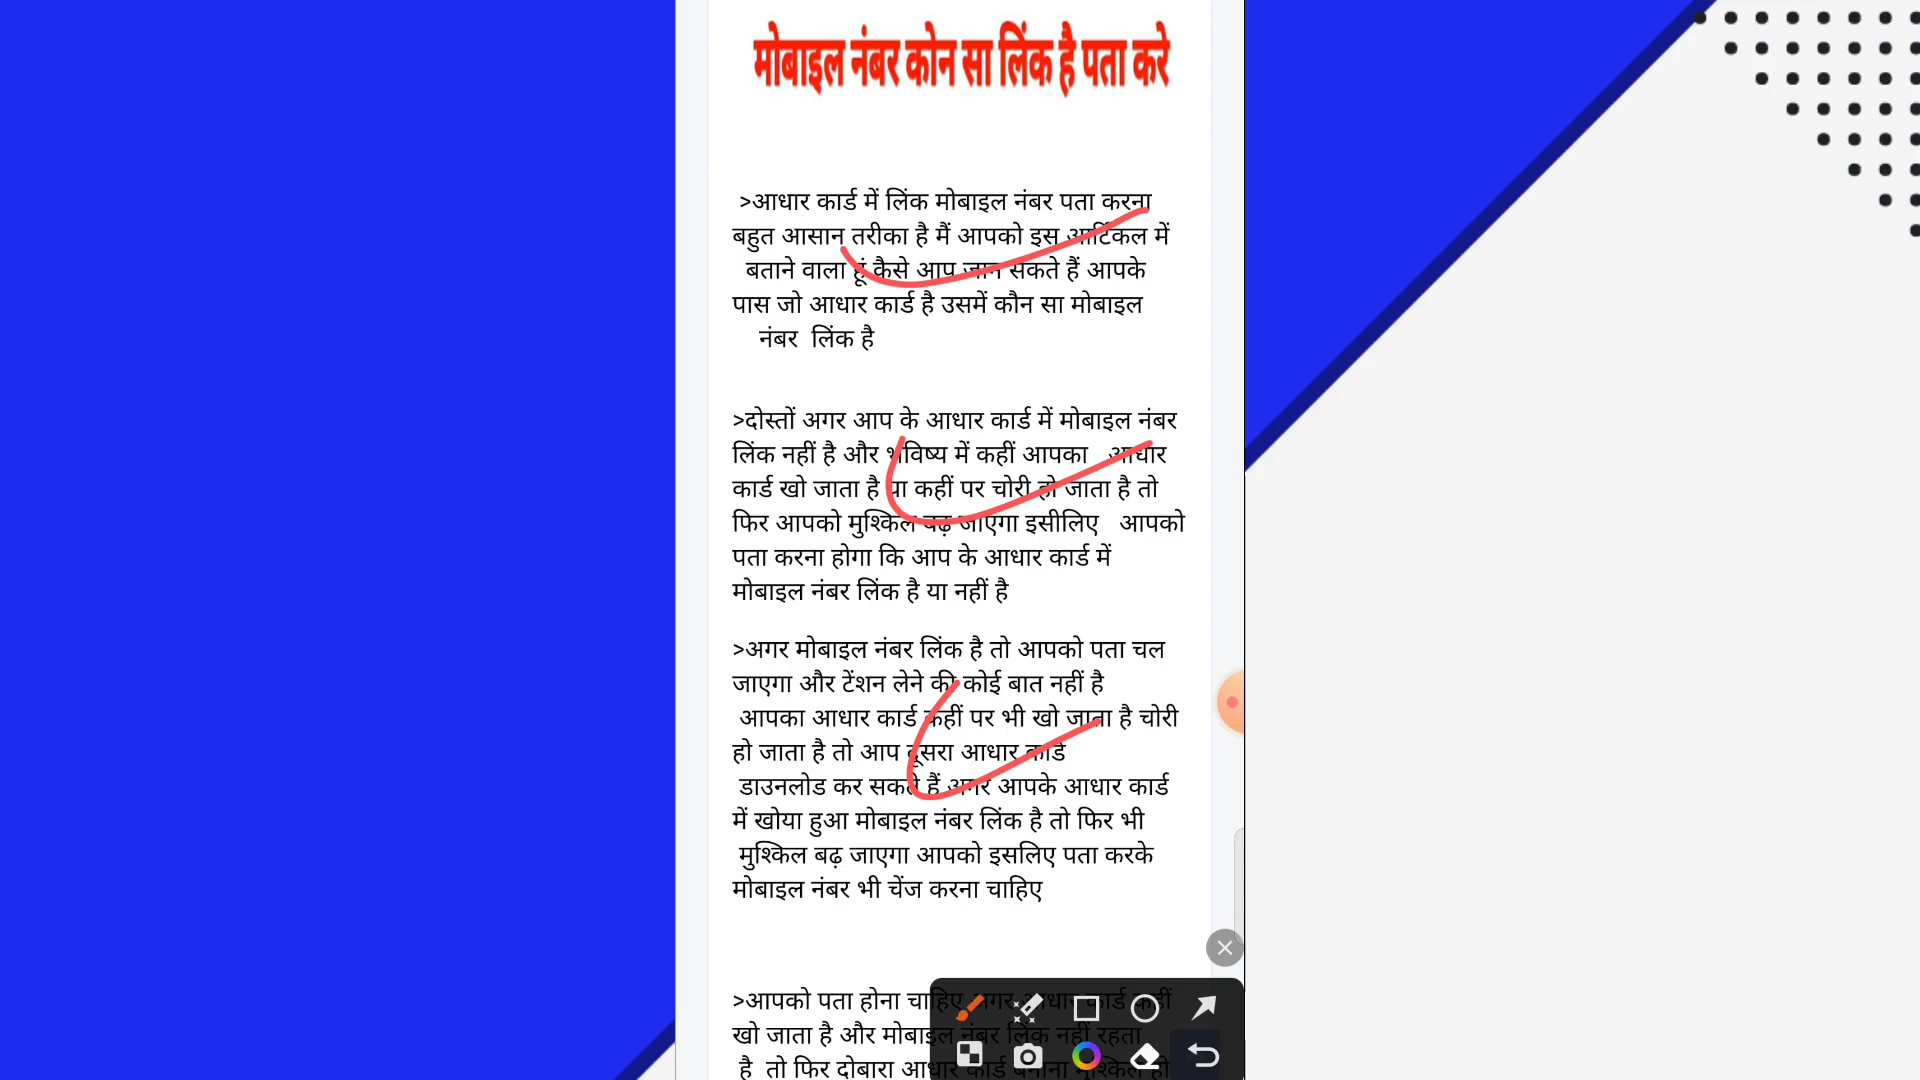 मोबाइल नंबर कोन सा लिंक है पता करे
>आधार कार्ड में लिंक मोबाइल नंबर पता करना
बहुत आसान तरीका है मैं आपको इस आर्टिकल में
बताने वाला हूं कैसे आप जान सकते हैं आपके
पास जो आधार कार्ड है उसमें कौन सा मोबाइल
नंबर लिंक है
>दोस्तों अगर आप के आधार कार्ड में मोबाइल नंबर
लिंक नहीं है और भविष्य में कहीं आपका आधार
कार्ड खो जाता है या कहीं पर चोरी हो जाता है तो
फिर आपको मुश्किल बढ़ जाएगा इसीलिए आपको
पता करना होगा कि आप के आधार कार्ड में
मोबाइल नंबर लिंक है या नहीं है
>अगर मोबाइल नंबर लिंक है तो आपको पता चल
जाएगा और टेंशन लेने की कोई बात नहीं है
आपका आधार कार्ड कहीं पर भी खो जाता है चोरी
हो जाता है तो आप दूसरा आधार कार्ड
डाउनलोड कर सकते हैं अगर आपके आधार कार्ड
में खोया हुआ मोबाइल नंबर लिंक है तो फिर भी
मुश्किल बढ़ जाएगा आपको इसलिए पता करके
मोबाइल नंबर भी चेंज करना चाहिए
>आपको पता होना चाहिए अगर आधार कार्ड कहीं
खो जाता है और मोबाइल नंबर लिंक नहीं रहता
है तो फिर दोबारा आधार कार्ड बनाना मुश्किल हो